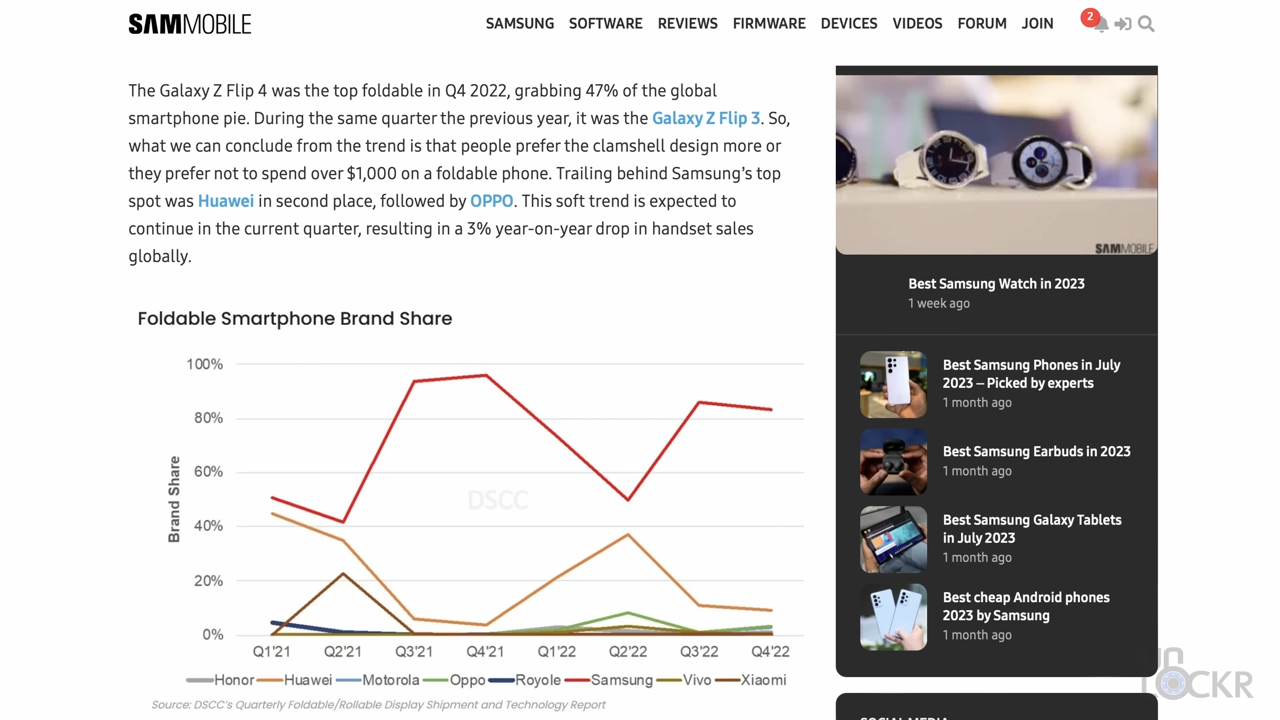 SAMMOBILE
SAMSUNG SOFTWARE REVIEWS FIRMWARE DEVICES VIDEOS FORUM JOIN
2
The Galaxy Z Flip 4 was the top foldable in Q4 2022, grabbing 47% of the global
smartphone pie. During the same quarter the previous year, it was the Galaxy Z Flip 3. So,
what we can conclude from the trend is that people prefer the clamshell design more or
they prefer not to spend over $1,000 on a foldable phone. Trailing behind Samsung's top
spot was Huawei in second place, followed by OPPO. This soft trend is expected to
continue in the current quarter, resulting in a 3% year-on-year drop in handset sales
globally.
Foldable Smartphone Brand Share
100%
80%
60%
40%
20%
0%
Brand Share
DSCC
Q1'21 Q2'21 Q3'21 Q4'21 Q1'22 Q2'22 Q3'22 Q4'22
Honor Huawei Motorola Oppo Royole Samsung Vivo Xiaomi
Source: DSCC's Quarterly Foldable/Rollable Display Shipment and Technology Report
SAMMOBILE
Best Samsung Watch in 2023
1 week ago
Best Samsung Phones in July
2023 – Picked by experts
1 month ago
Best Samsung Earbuds in 2023
1 month ago
Best Samsung Galaxy Tablets
in July 2023
1 month ago
Best cheap Android phones
2023 by Samsung
1 month ago
SOCIAL MEDIA
UNLOCKR